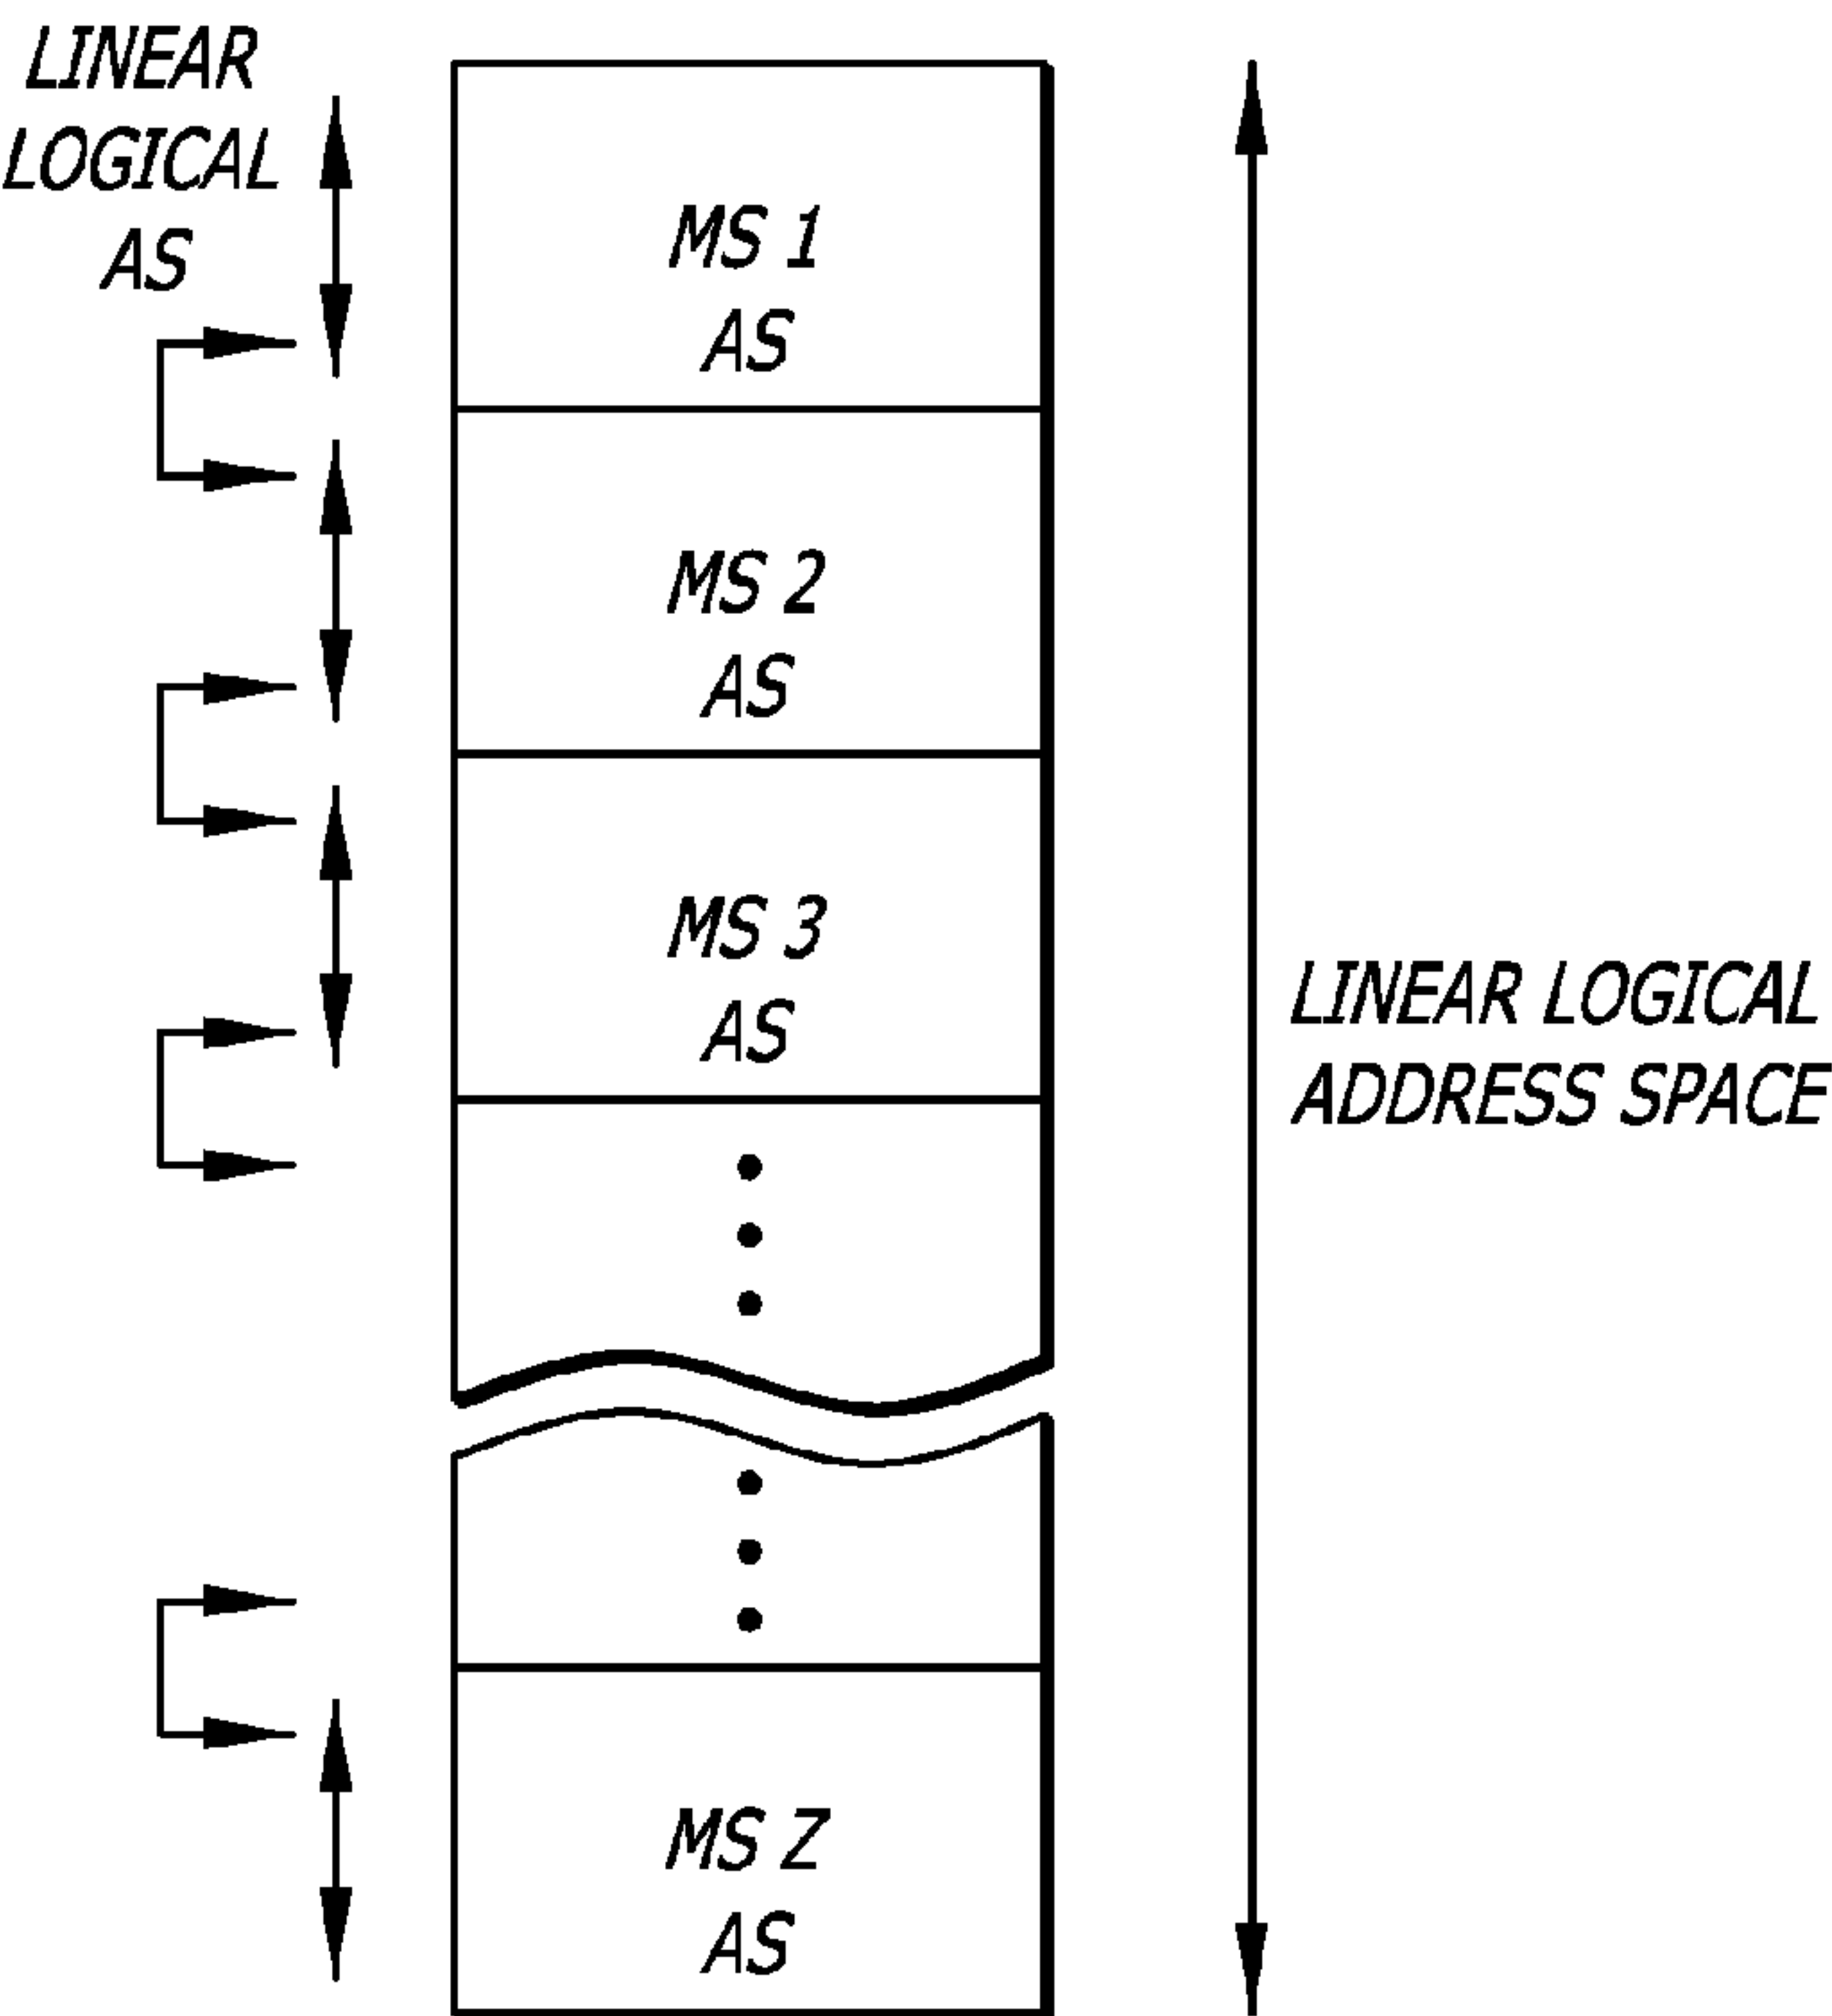 LINEAR
LOGICAL
AS
MS 1
AS
MS 2
AS
MS 3
AS
LINEAR LOGICAL
ADDRESS SPACE
MS Z
AS